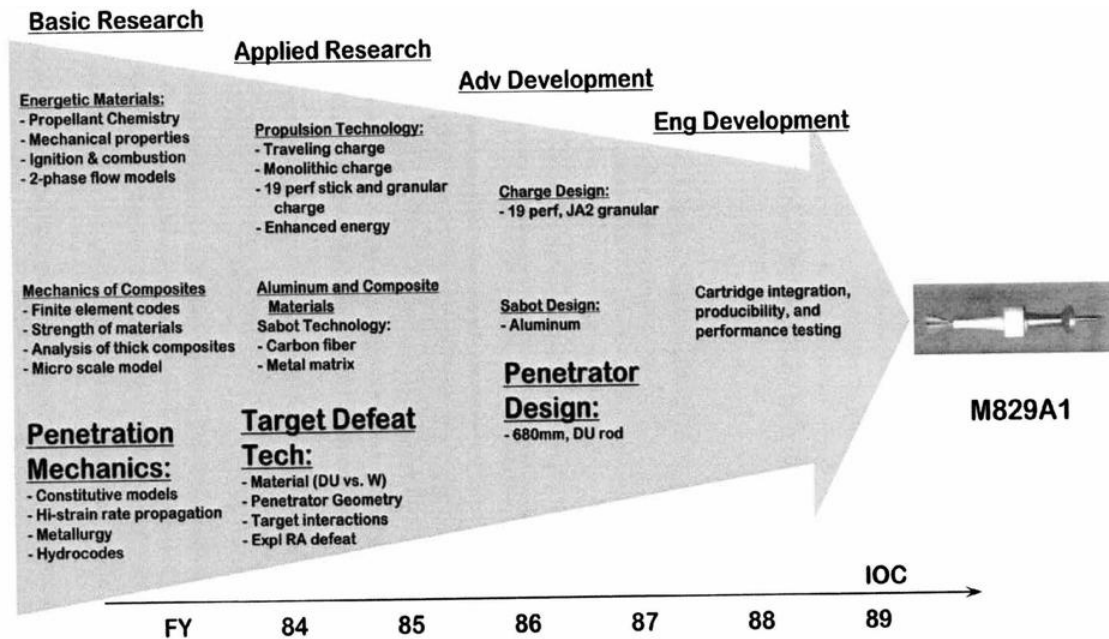 Basic Research
Energetic Materials:
- Propellant Chemistry
- Mechanical properties
- Ignition & combustion
- 2-phase flow models
Mechanics of Composites
- Finite element codes
- Strength of materials
- Analysis of thick composites
- Micro scale model
Penetration
Mechanics:
- Constitutive models
- Hi-strain rate propagation
- Metallurgy
- Hydrocodes
Applied Research
Propulsion Technology:
- Traveling charge
- Monolithic charge
- 19 perf stick and granular
charge
- Enhanced energy
Aluminum and Composite
Materials
Sabot Technology:
- Carbon fiber
- Metal matrix
Target Defeat
Tech:
- Material (DU vs. W)
- Penetrator Geometry
- Target interactions
- Expl RA defeat
Adv Development
Charge Design:
- 19 perf, JA2 granular
Sabot Design:
- Aluminum
Penetrator
Design:
- 680mm, DU rod
Eng Development
Cartridge integration,
producibility, and
performance testing
M829A1
IOC
FY 84 85 86 87 88 89